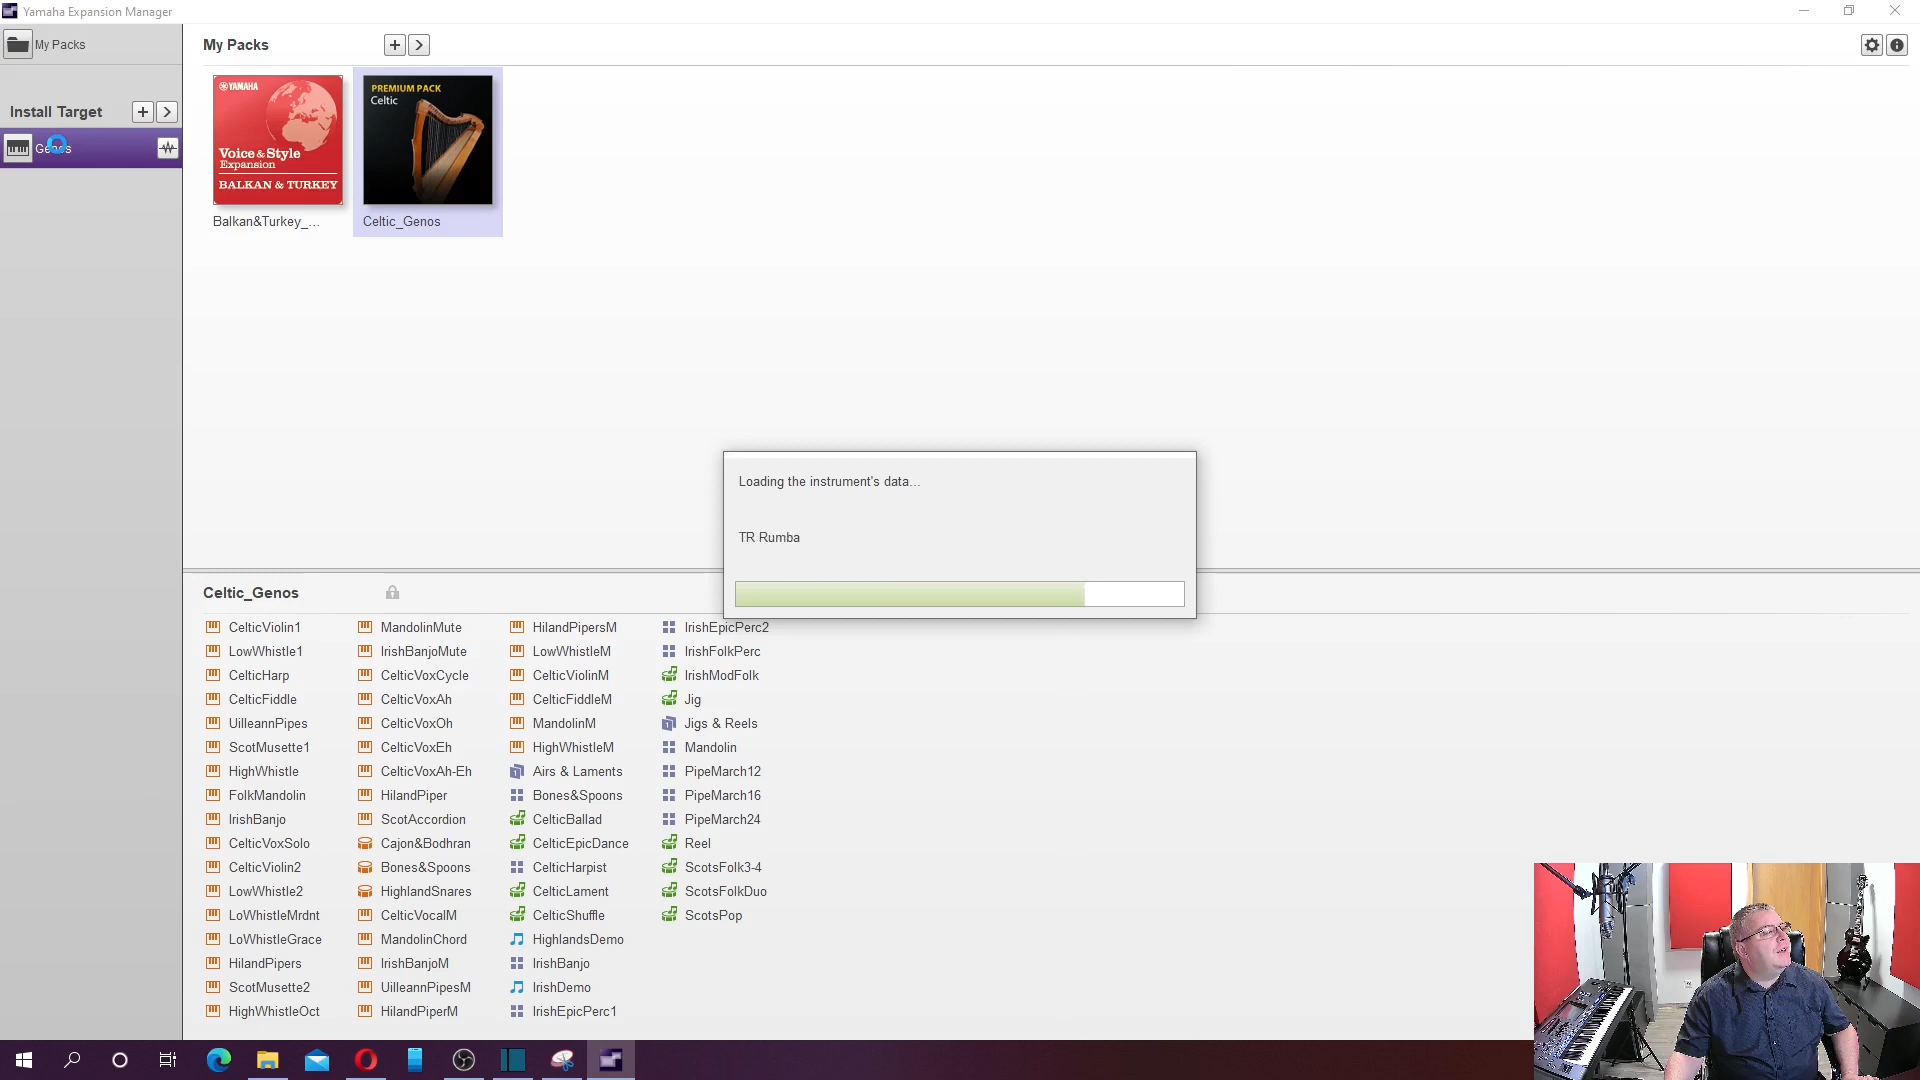 Yamaha Expansion Manager
My Packs
Install Target
Genos
My Packs
YAMAHA
Voice & Style
Expansion
BALKAN & TURKEY
Balkan&Turkey_...
PREMIUM PACK
Celtic
Celtic_Genos
Loading the instrument's data...
TR Rumba
Celtic_Genos
CelticViolin1
LowWhistle1
CelticHarp
CelticFiddle
UilleannPipes
ScotMusette1
HighWhistle
FolkMandolin
IrishBanjo
CelticVoxSolo
CelticViolin2
LowWhistle2
LoWhistleMrdnt
LoWhistleGrace
HilandPipers
ScotMusette2
HighWhistleOct
MandolinMute
IrishBanjoMute
CelticVoxCycle
CelticVoxAh
CelticVoxOh
CelticVoxEh
CelticVoxAh-Eh
HilandPiper
ScotAccordion
Cajon&Bodhran
Bones&Spoons
HighlandSnares
CelticVocalM
MandolinChord
IrishBanjoM
UilleannPipesM
HilandPiperM
HilandPipersM
LowWhistleM
CelticViolinM
CelticFiddleM
MandolinM
HighWhistleM
Airs & Laments
Bones&Spoons
CelticBallad
CelticEpicDance
CelticHarpist
CelticLament
CelticShuffle
HighlandsDemo
IrishBanjo
IrishDemo
IrishEpicPerc1
IrishEpicPerc2
IrishFolkPerc
IrishModFolk
Jig
Jigs & Reels
Mandolin
PipeMarch12
PipeMarch16
PipeMarch24
Reel
ScotsFolk3-4
ScotsFolkDuo
ScotsPop